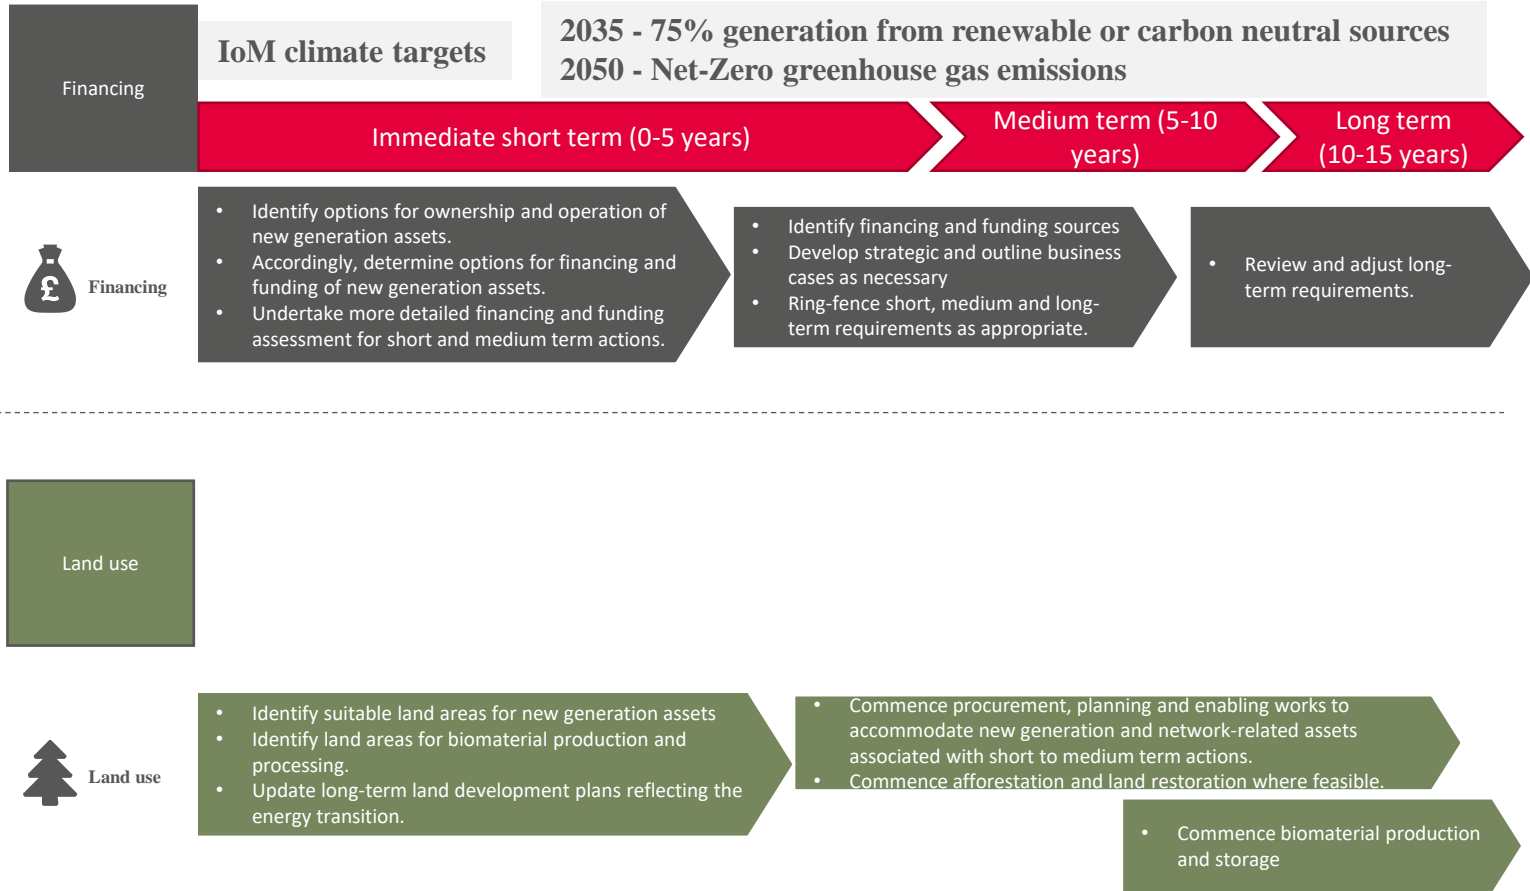 Financing
IoM climate targets
2035 - 75% generation from renewable or carbon neutral sources
2050 - Net-Zero greenhouse gas emissions
Immediate short term (0-5 years)
Medium term (5-10
years)
Long term
(10-15 years)
£
Financing
• Identify options for ownership and operation of
new generation assets.
• Accordingly, determine options for financing and
funding of new generation assets.
• Undertake more detailed financing and funding
assessment for short and medium term actions.
• Identify financing and funding sources
• Develop strategic and outline business
cases as necessary
• Ring-fence short, medium and long-
term requirements as appropriate.
• Review and adjust long-
term requirements.
Land use
Land use
• Identify suitable land areas for new generation assets
• Identify land areas for biomaterial production and
processing.
• Update long-term land development plans reflecting the
energy transition.
• Commence procurement, planning and enabling works to
accommodate new generation and network-related assets
associated with short to medium term actions.
• Commence afforestation and land restoration where feasible.
• Commence biomaterial production
and storage